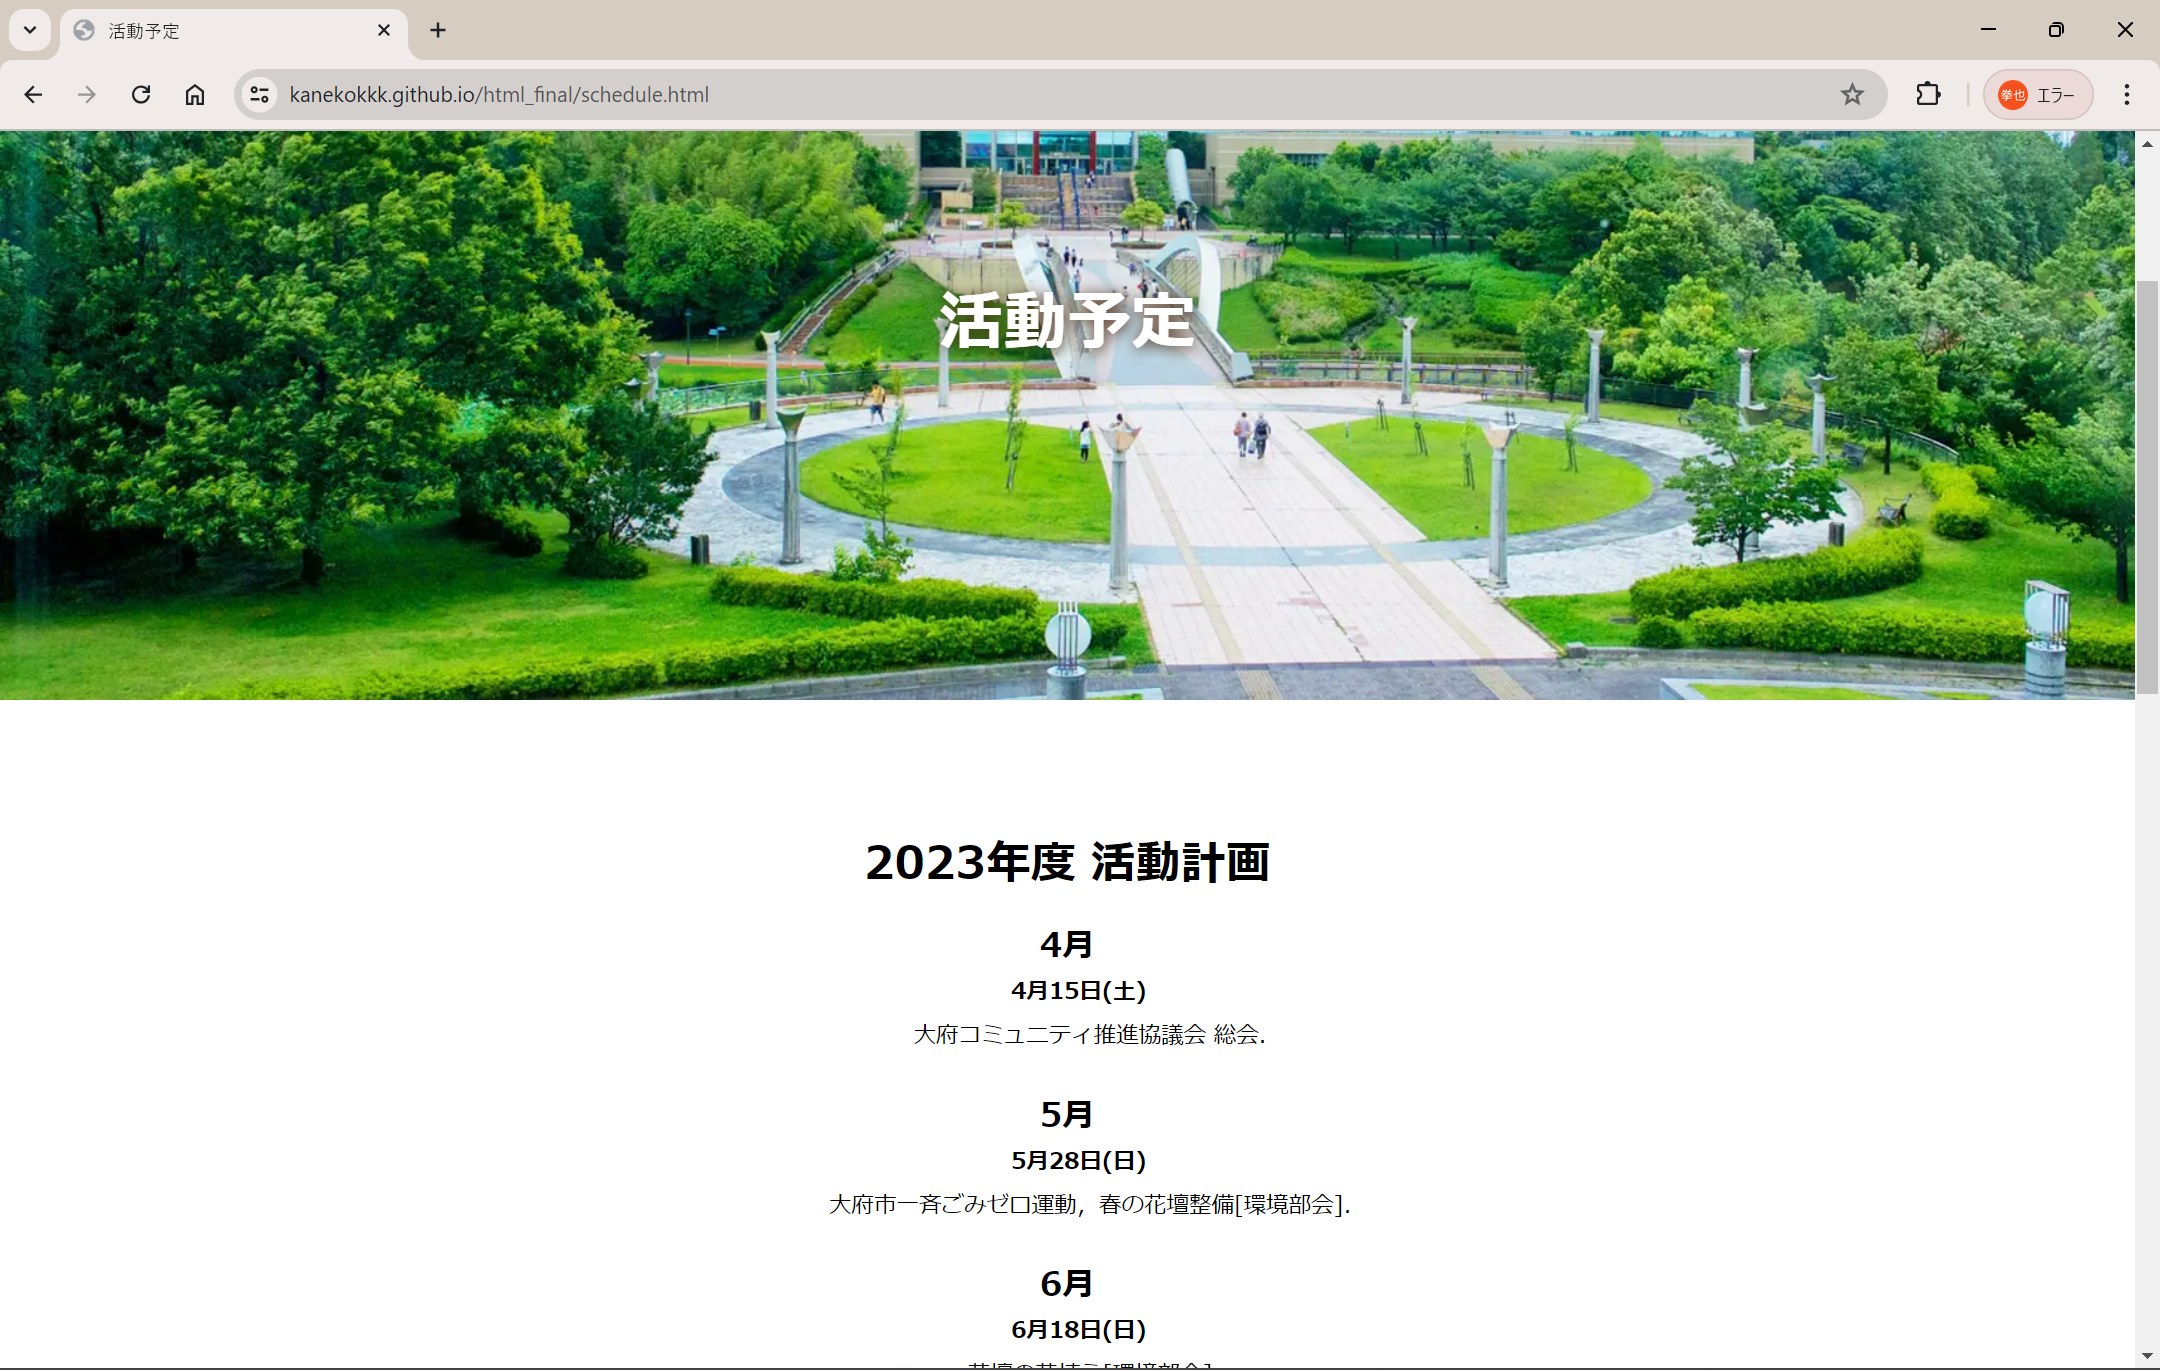 活動予定
kanekokkk.github.io/html_final/schedule.html
拳也 エラー
活動予定
2023年度 活動計画
4月
4月15日(土)
大府コミュニティ推進協議会 総会.
5月
5月28日(日)
大府市一斉ごみゼロ運動，春の花壇整備[環境部会].
6月
6月18日(日)